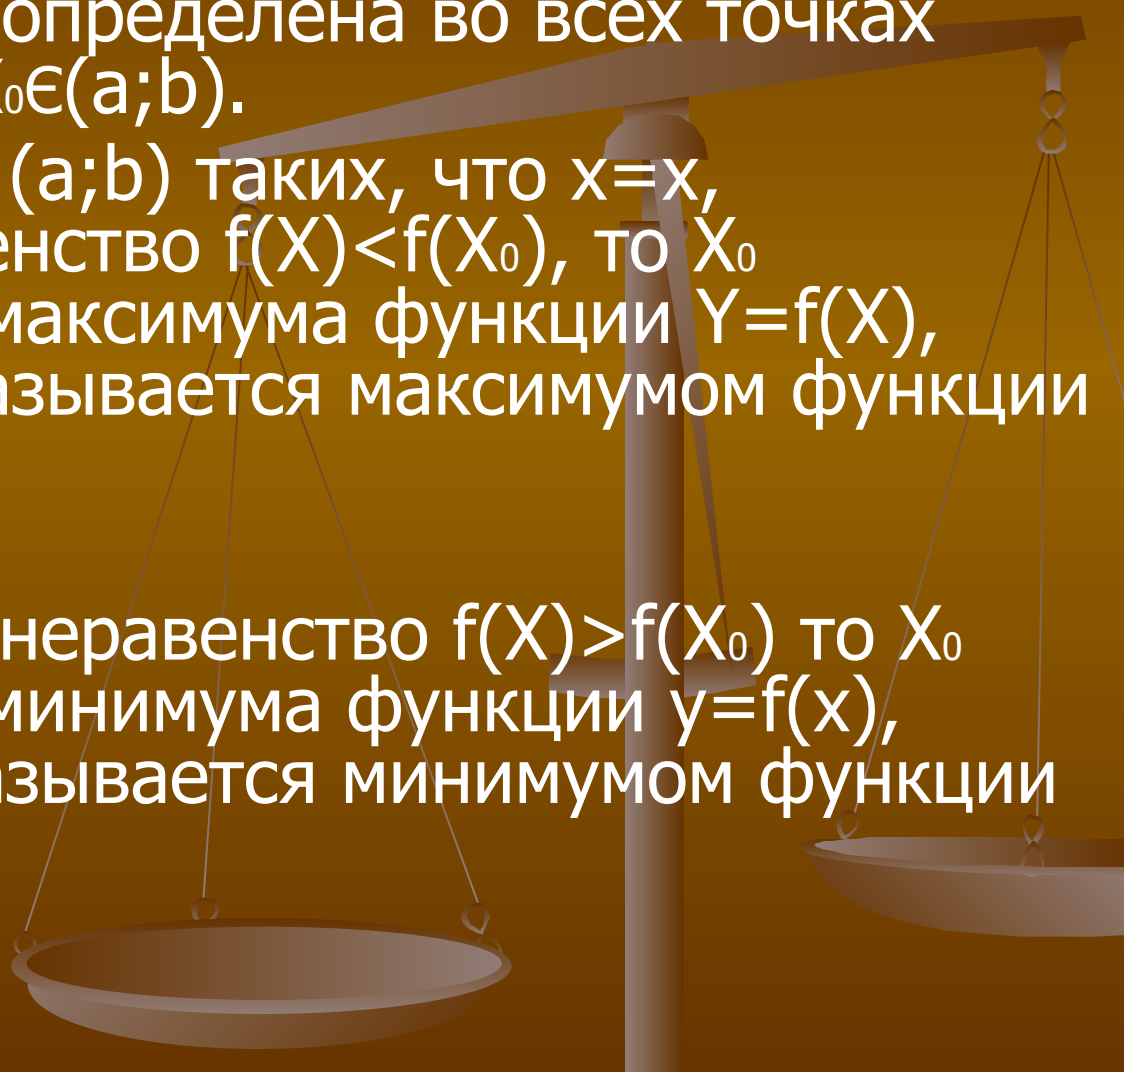 определена во всех точках
X₀Є(a;b).
(a;b) таких, что x=x,
енство f(X)<f(X₀), то X₀
максимума функции Y=f(X),
азывается максимумом функции
неравенство f(X)>f(X₀) то X₀
минимума функции y=f(x),
азывается минимумом функции